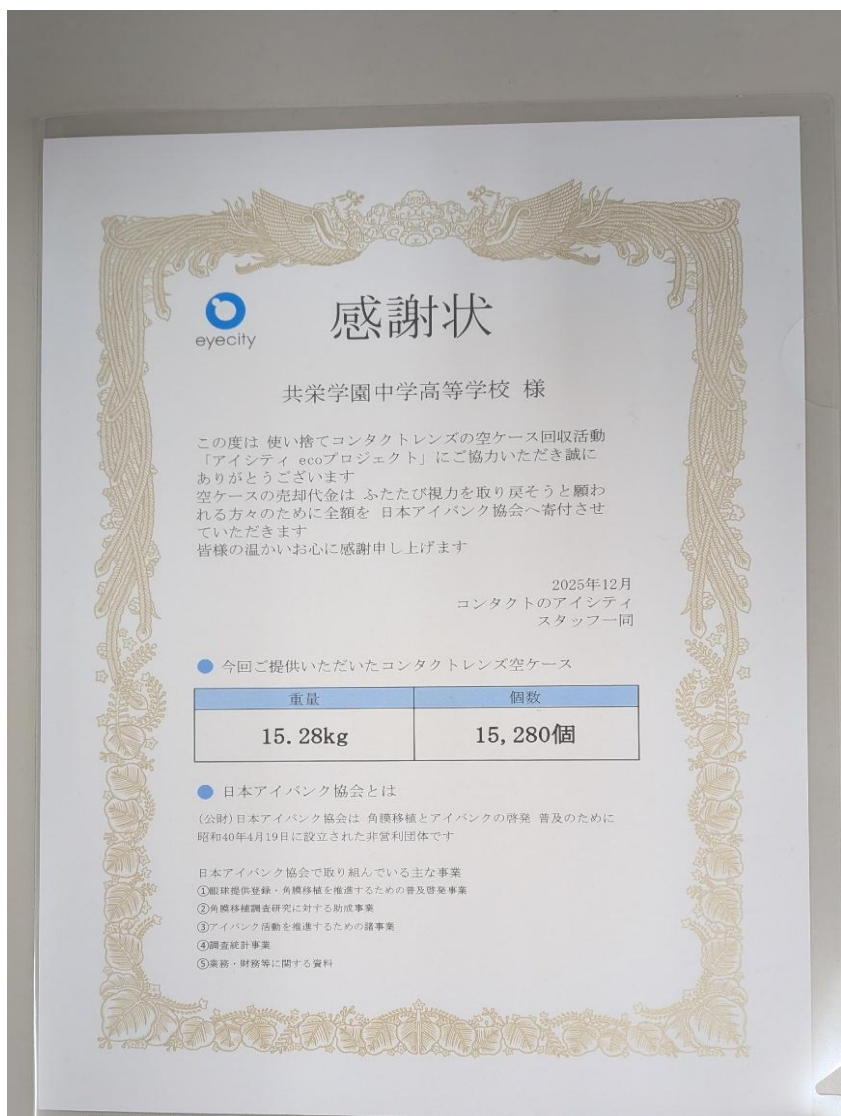 eyecity
感謝状
共栄学園中学高等学校 様
この度は 使い捨てコンタクトレンズの空ケース回収活動
「アイシティ ecoプロジェクト」にご協力いただき誠に
ありがとうございます
空ケースの売却代金は ふたたび視力を取り戻そうと願わ
れる方々のために全額を 日本アイバンク協会へ寄付させ
ていただきます
皆様の温かいお心に感謝申し上げます
2025年12月
コンタクトのアイシティ
スタッフ一同
● 今回ご提供いただいたコンタクトレンズ空ケース
重量 個数
15.28kg 15,280個
● 日本アイバンク協会とは
(公財)日本アイバンク協会は 角膜移植とアイバンクの啓発 普及のために
昭和40年4月19日に設立された非営利団体です
日本アイバンク協会で取り組んでいる主な事業
①眼球提供登録・角膜移植を推進するための普及啓発事業
②角膜移植調査研究に対する助成事業
③アイバンク活動を推進するための諸事業
④調査統計事業
⑤業務・財務等に関する資料